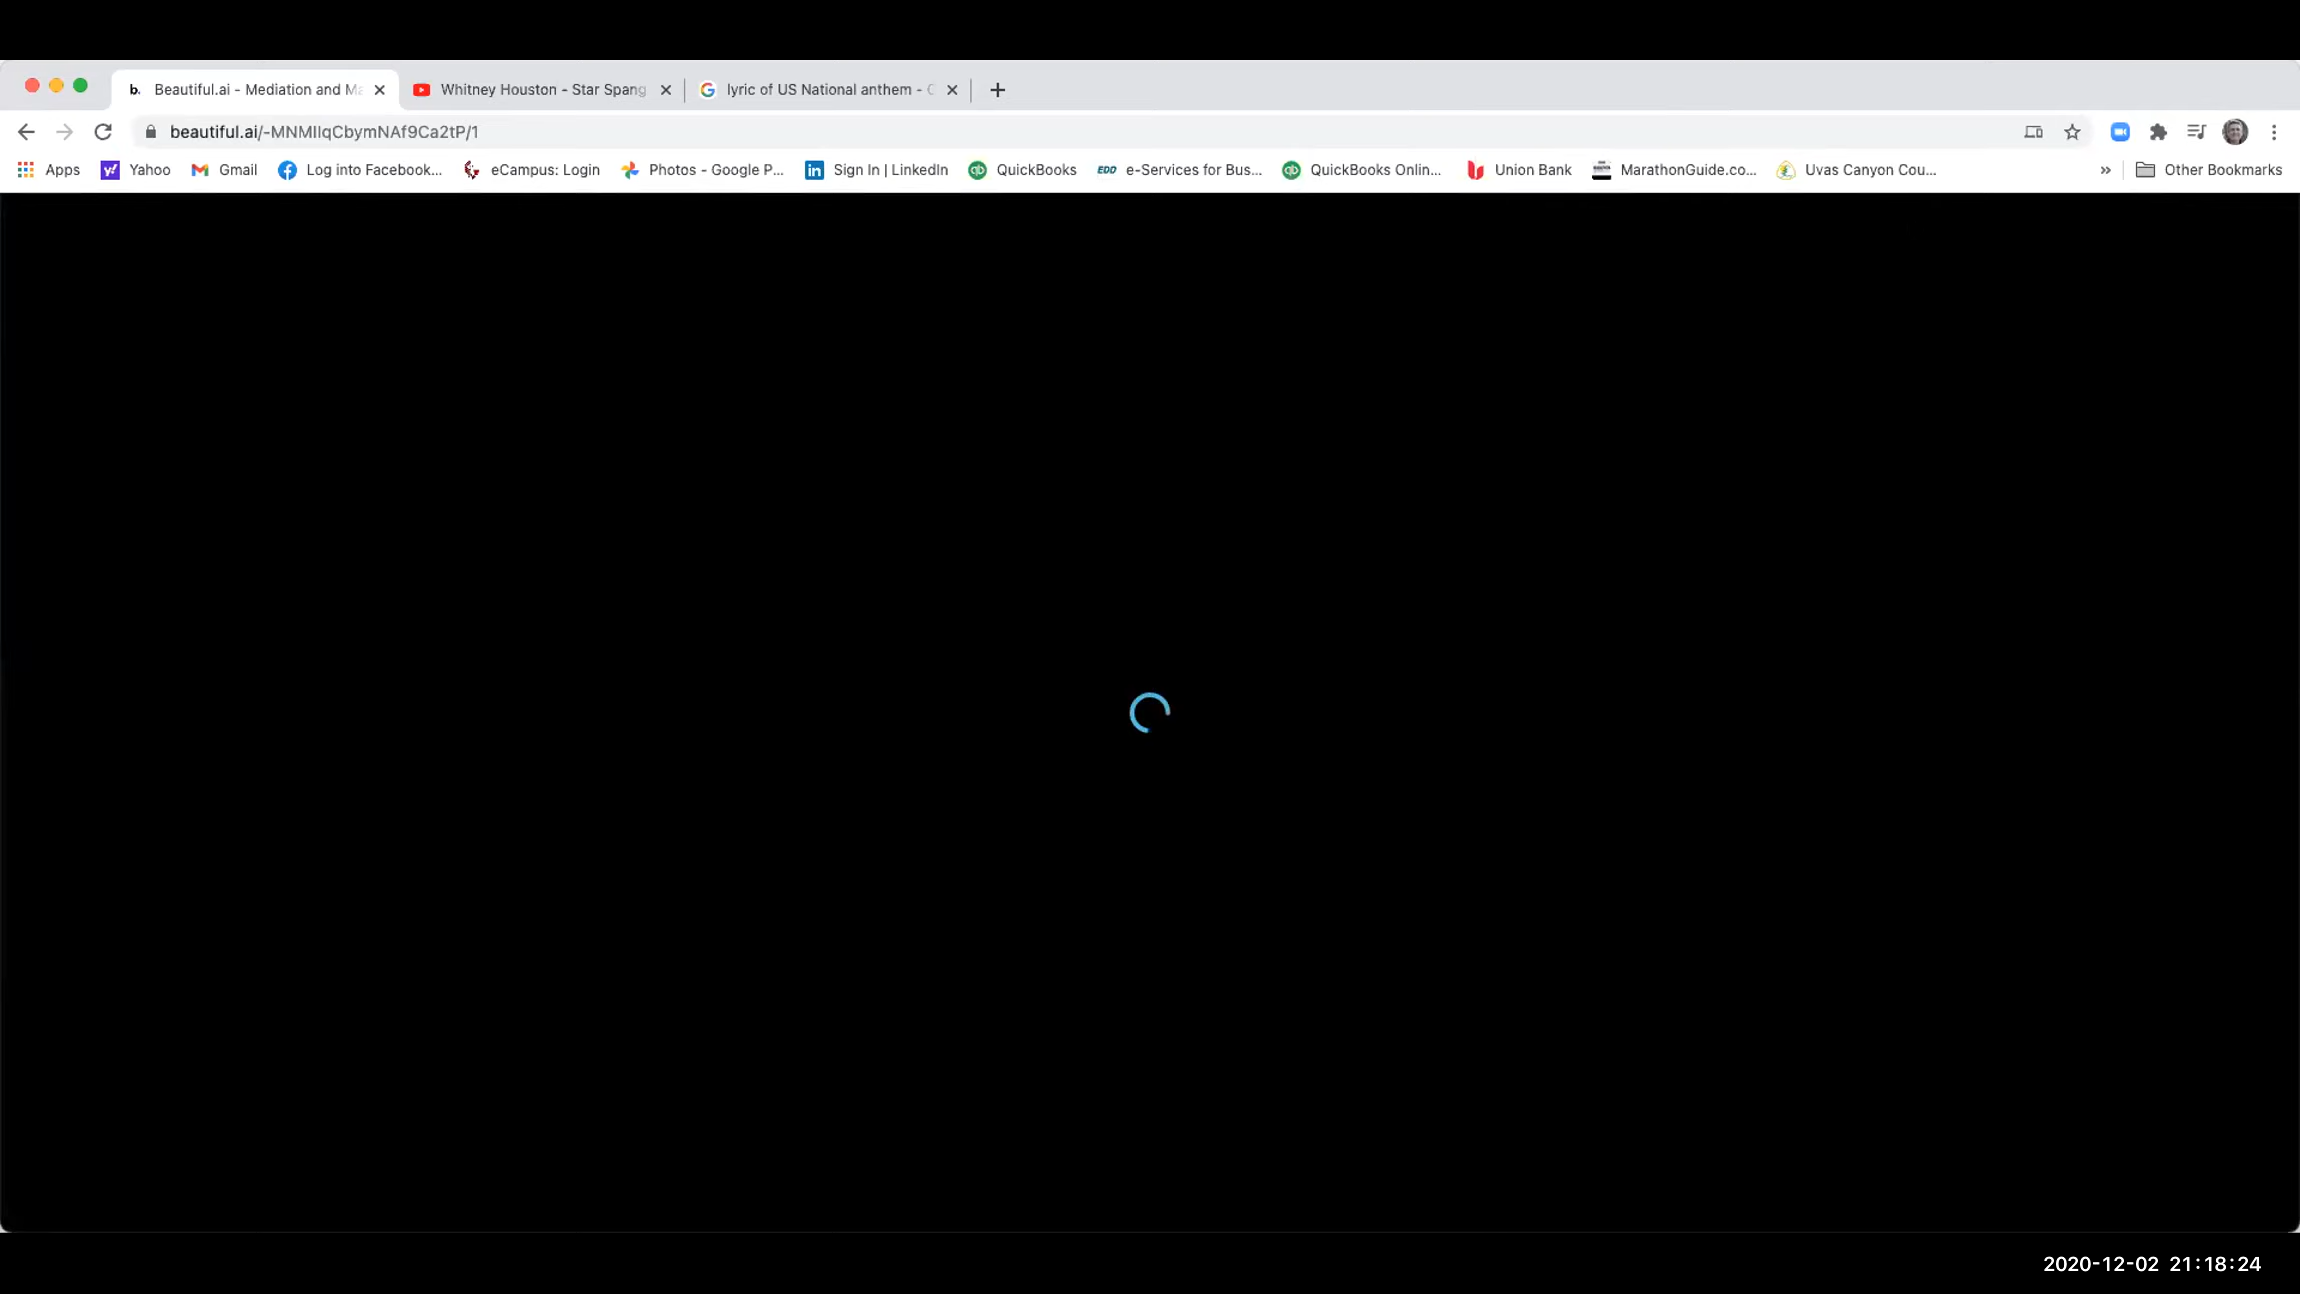 b. Beautiful.ai - Mediation and Ma Whitney Houston - Star Spang lyric of US National anthem -
beautiful.ai/-MNMIlqCbymNAf9Ca2tP/1
Apps Yahoo Gmail Log into Facebook... eCampus: Login Photos - Google P... Sign In | LinkedIn QuickBooks EDD e-Services for Bus... QuickBooks Onlin... Union Bank MarathonGuide.co... Uvas Canyon Cou... » Other Bookmarks
2020-12-02 21:18:24